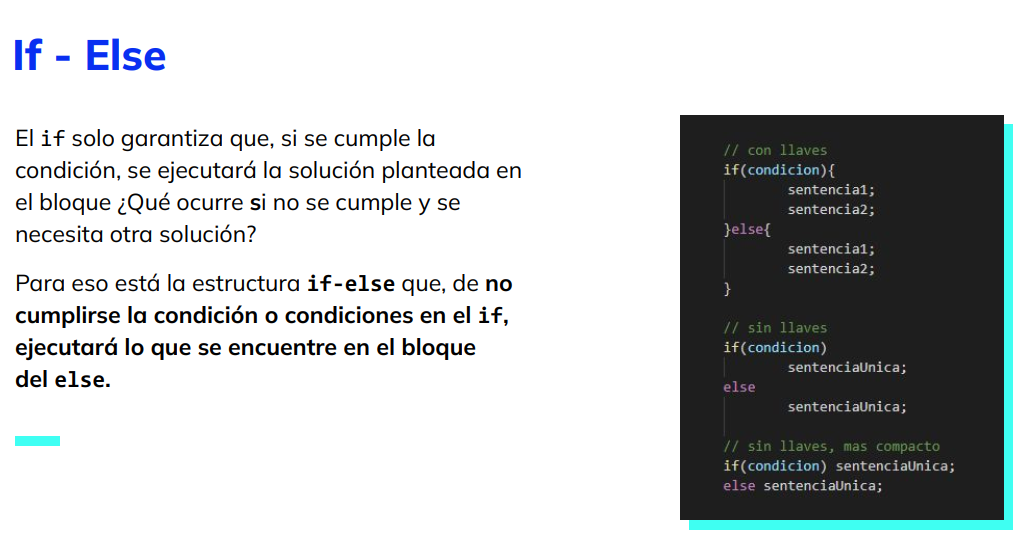 If - Else
El if solo garantiza que, si se cumple la
condición, se ejecutará la solución planteada en
el bloque ¿Qué ocurre si no se cumple y se
necesita otra solución?
Para eso está la estructura if-else que, de no
cumplirse la condición o condiciones en el if,
ejecutará lo que se encuentre en el bloque
del else.
// con llaves
if(condicion){
sentencia1;
sentencia2;
}else{
sentencia1;
sentencia2;
}
// sin llaves
if(condicion)
sentenciaUnica;
else
sentenciaUnica;
// sin llaves, mas compacto
if(condicion) sentenciaUnica;
else sentenciaUnica;